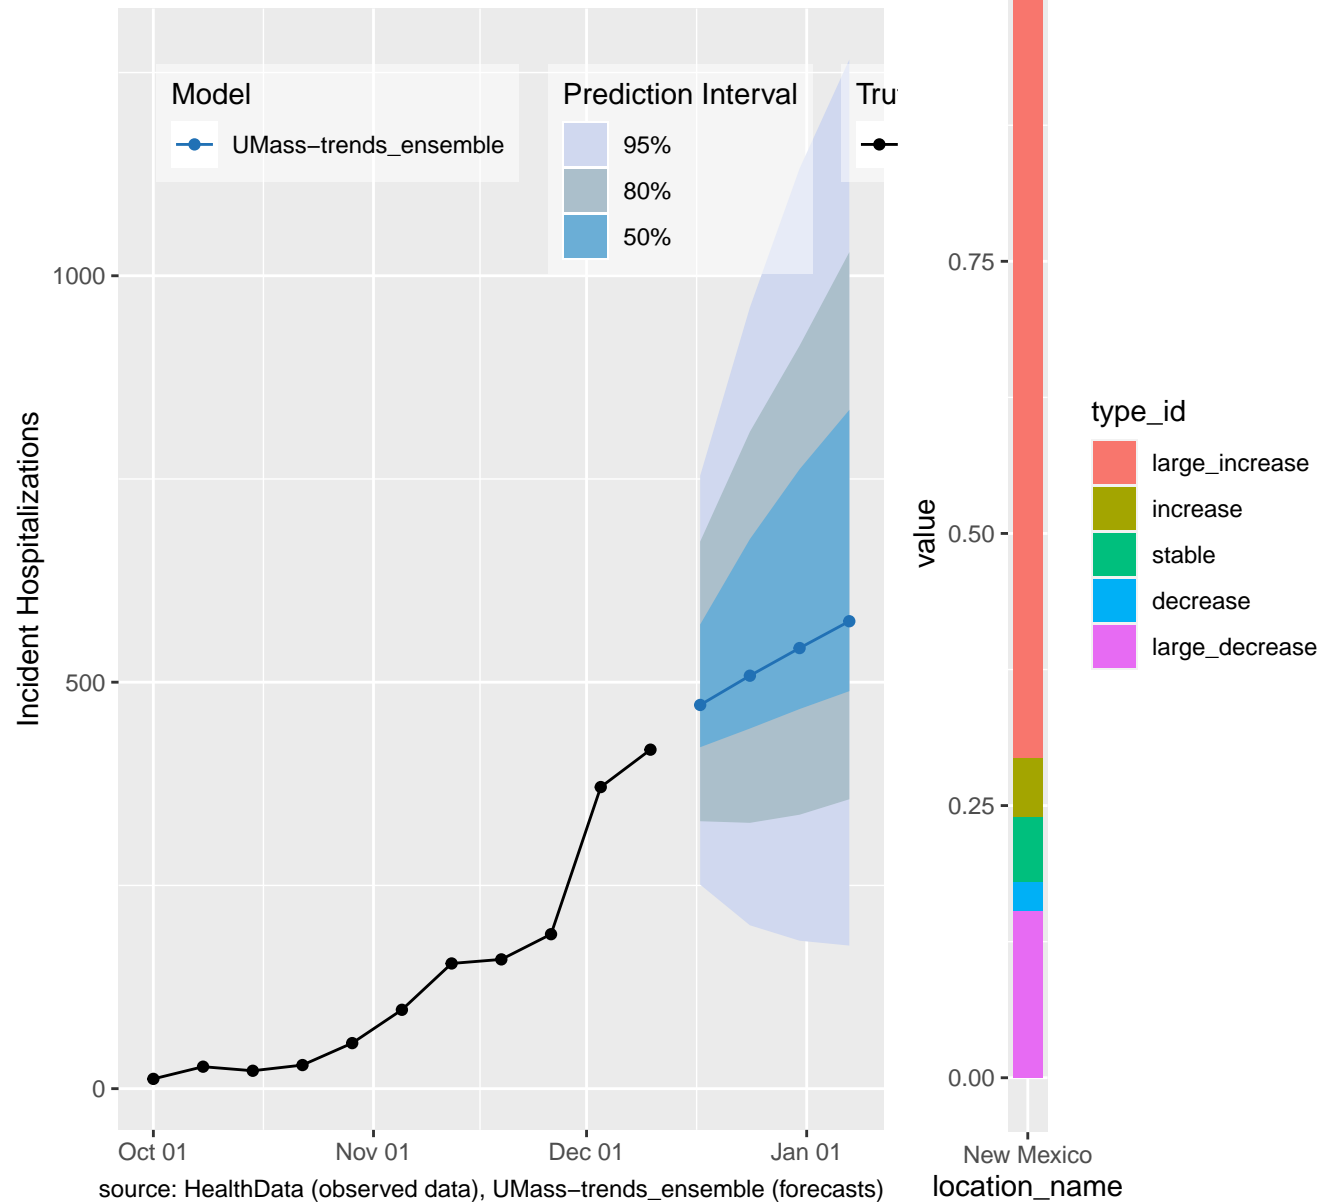 Model
UMass−trends_ensemble
Prediction Interval
95%
80%
50%
1000
500
0
Incident Hospitalizations
Oct 01
Nov 01
Dec 01
Jan 01
source: HealthData (observed data), UMass−trends_ensemble (forecasts)
0.75
0.50
0.25
0.00
value
New Mexico
location_name
type_id
large_increase
increase
stable
decrease
large_decrease